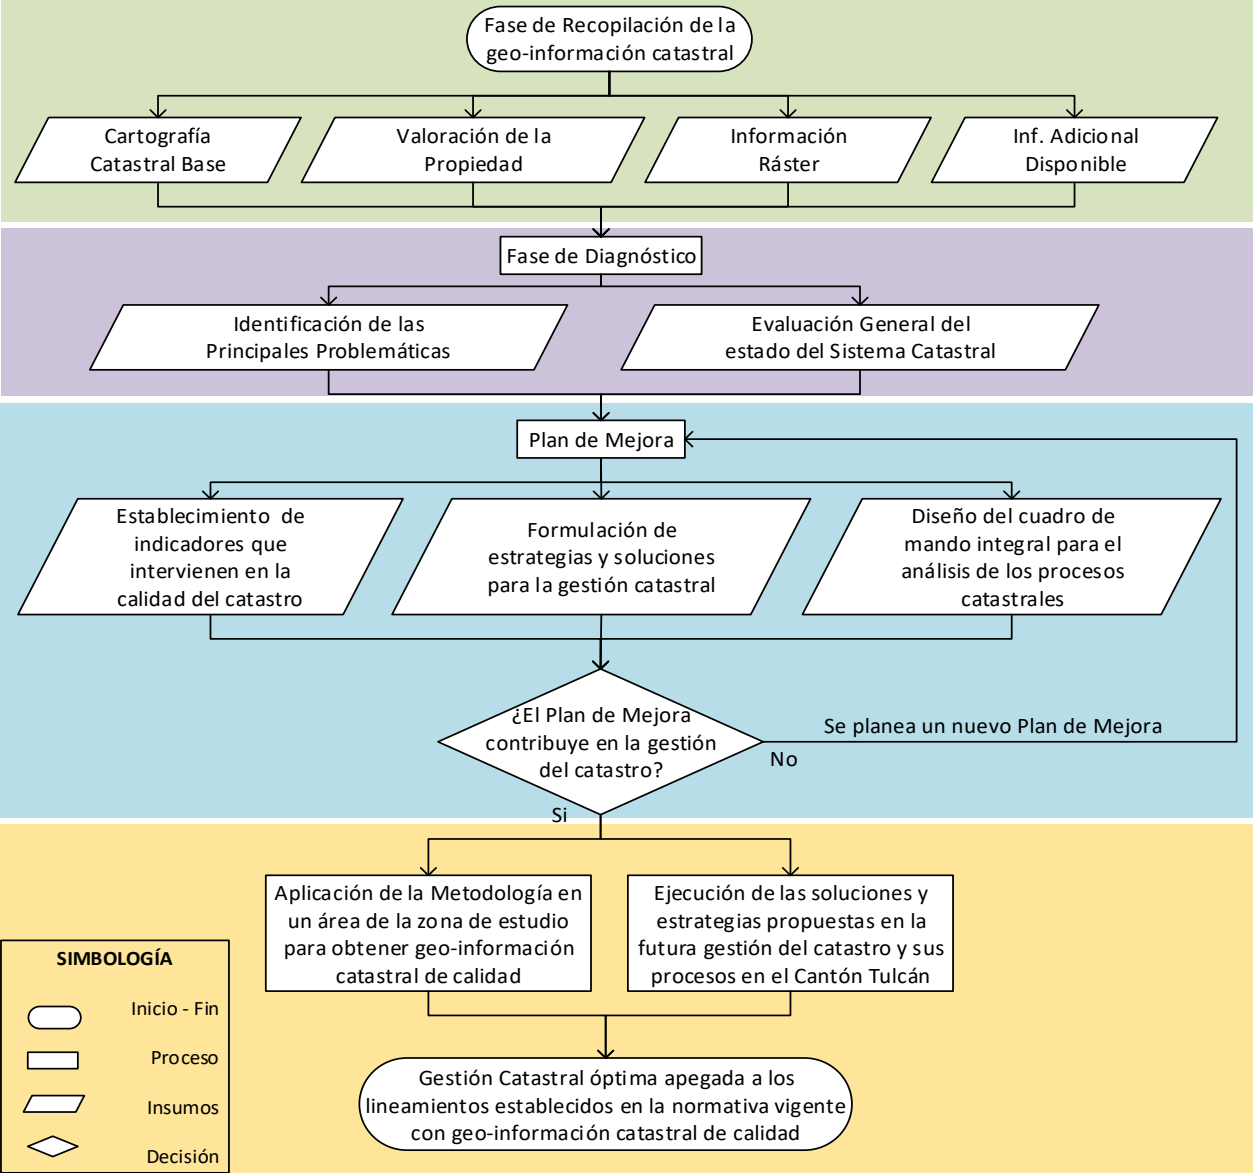 Fase de Recopilación de la
geo-información catastral
Cartografía
Catastral Base
Valoración de la
Propiedad
Información
Ráster
Inf. Adicional
Disponible
Fase de Diagnóstico
Identificación de las
Principales Problemáticas
Evaluación General del
estado del Sistema Catastral
Plan de Mejora
Establecimiento de
indicadores que
intervienen en la
calidad del catastro
Formulación de
estrategias y soluciones
para la gestión catastral
Diseño del cuadro de
mando integral para el
análisis de los procesos
catastrales
¿El Plan de Mejora
contribuye en la gestión
del catastro?
Se planea un nuevo Plan de Mejora
No
Si
Aplicación de la Metodología en
un área de la zona de estudio
para obtener geo-información
catastral de calidad
Ejecución de las soluciones y
estrategias propuestas en la
futura gestión del catastro y sus
procesos en el Cantón Tulcán
SIMBOLOGÍA
Inicio - Fin
Proceso
Insumos
Decisión
Gestión Catastral óptima apegada a los
lineamientos establecidos en la normativa vigente
con geo-información catastral de calidad